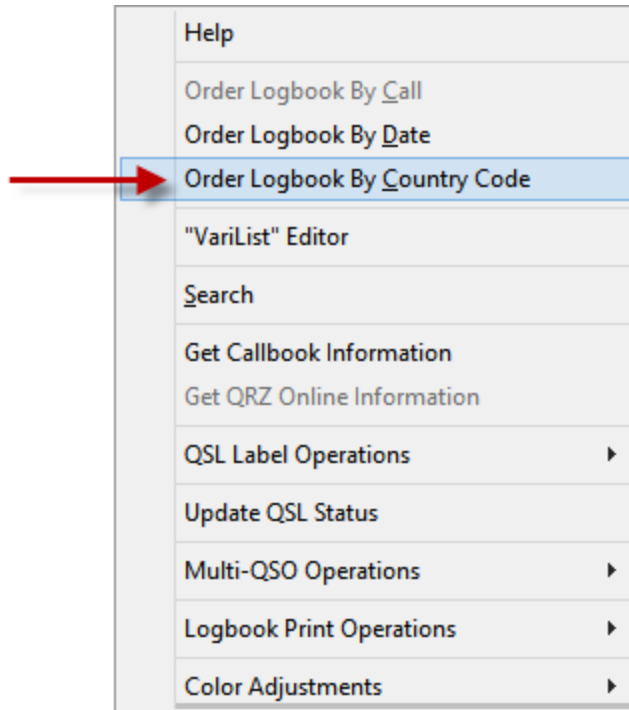 Help
Order Logbook By Call
Order Logbook By Date
Order Logbook By Country Code
"VariList" Editor
Search
Get Callbook Information
Get QRZ Online Information
QSL Label Operations
Update QSL Status
Multi-QSO Operations
Logbook Print Operations
Color Adjustments